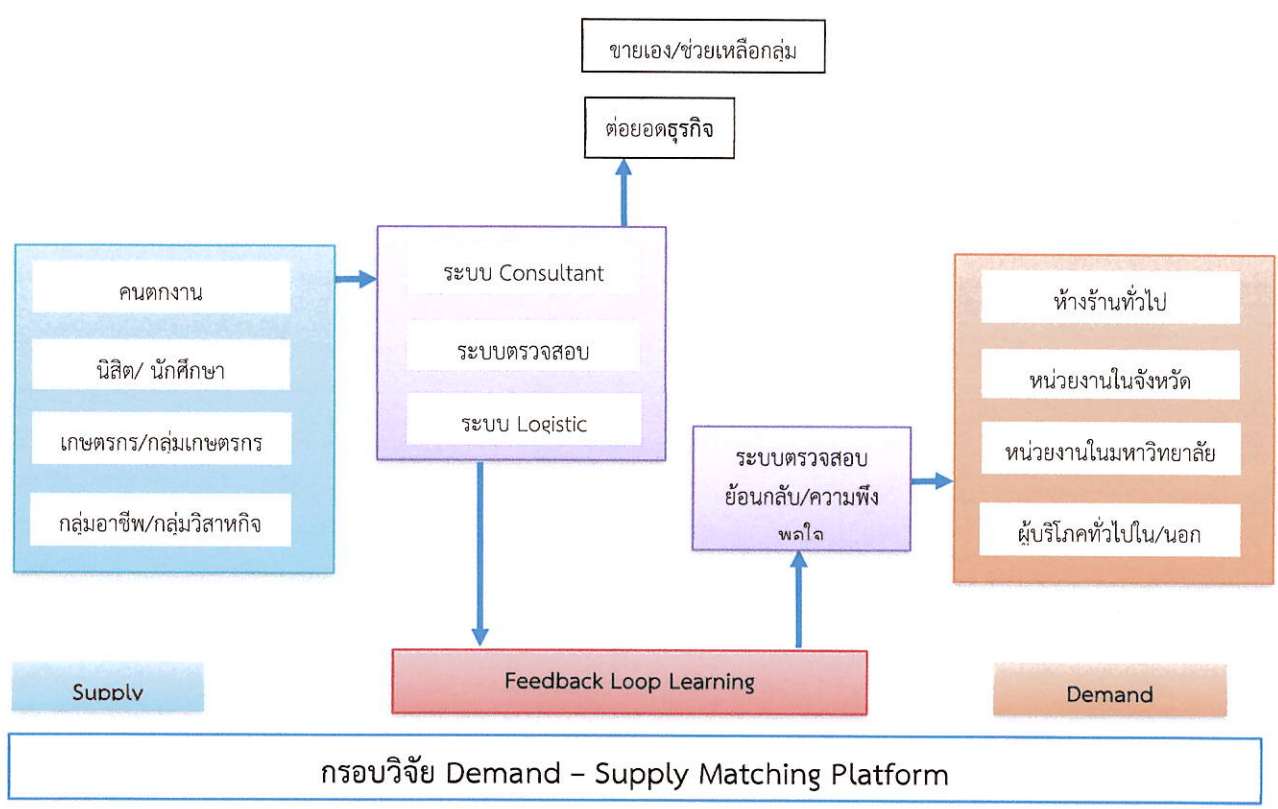 ขายเอง/ช่วยเหลือกลุ่ม
ต่อยอดธุรกิจ
คนตกงาน
นิสิต/ นักศึกษา
เกษตรกร/กลุ่มเกษตรกร
กลุ่มอาชีพ/กลุ่มวิสาหกิจ
ระบบ Consultant
ระบบตรวจสอบ
ระบบ Logistic
ระบบตรวจสอบ
ย้อนกลับ/ความพึง
พอใจ
ห้างร้านทั่วไป
หน่วยงานในจังหวัด
หน่วยงานในมหาวิทยาลัย
ผู้บริโภคทั่วไปใน/นอก
Supply
Feedback Loop Learning
Demand
กรอบวิจัย Demand – Supply Matching Platform